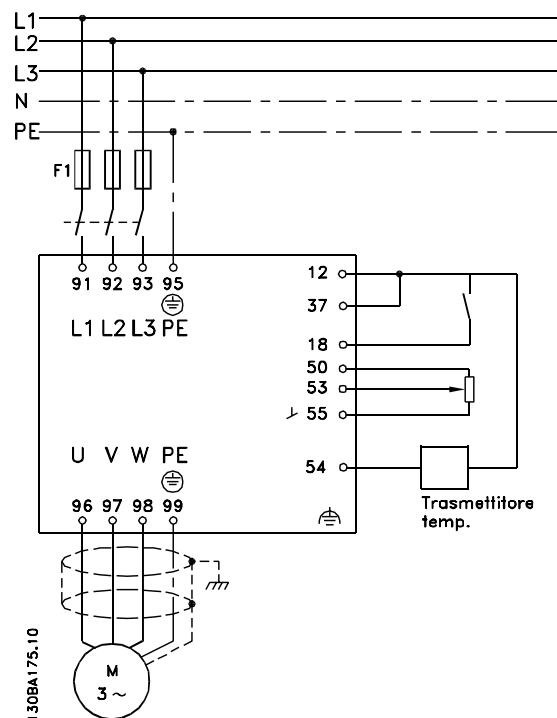 L1
L2
L3
N
PE
F1
91 92 93 95
L1 L2 L3 PE
12
37
18
50
53
55
54
U V W PE
96 97 98 99
Trasmettitore
temp.
M
3 ~
130BA175.10